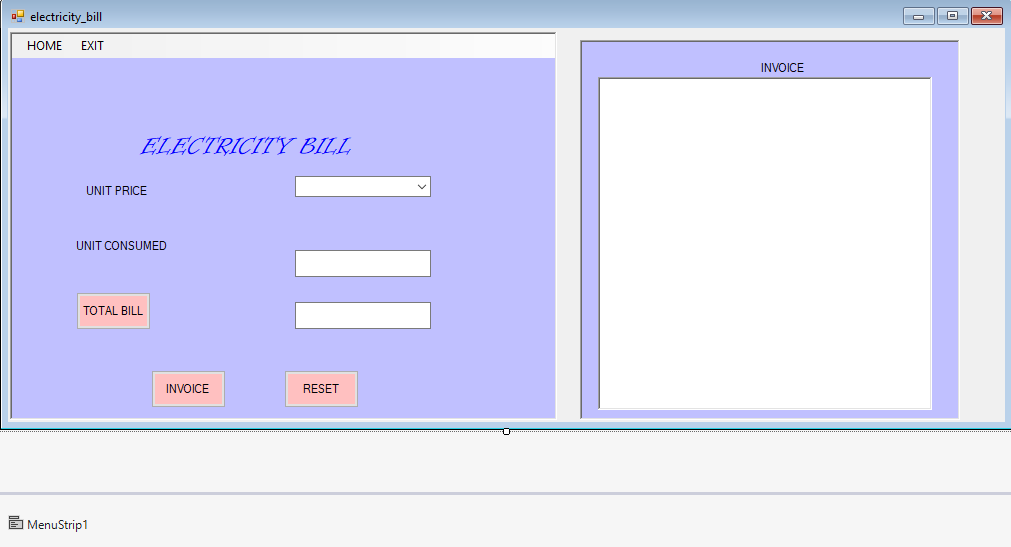 electricity_bill
HOME EXIT
ELECTRICITY BILL
UNIT PRICE
UNIT CONSUMED
TOTAL BILL
INVOICE RESET
INVOICE
MenuStrip1